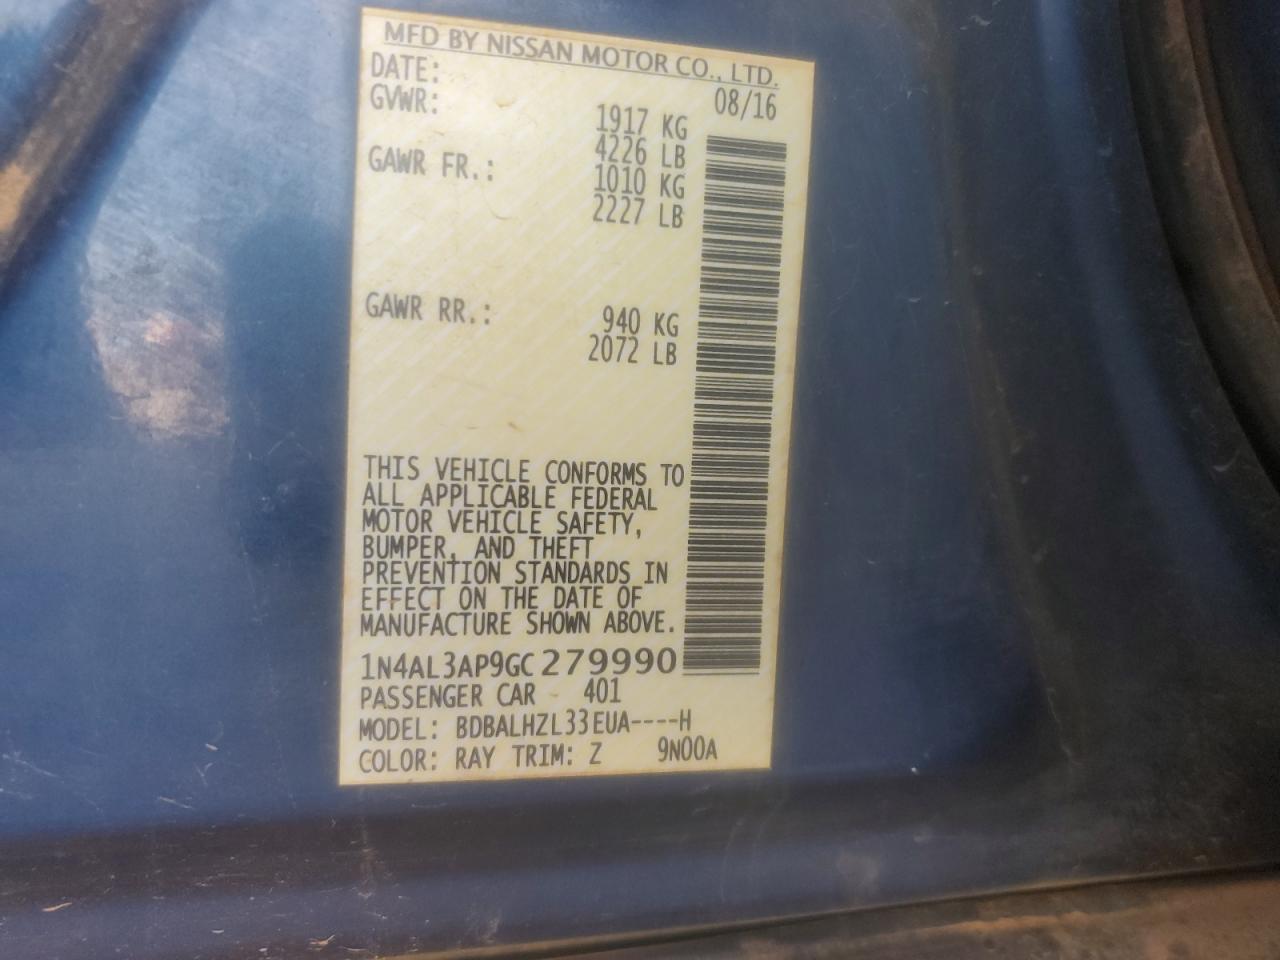 MFD BY NISSAN MOTOR CO., LTD.
DATE: 08/16
GVWR: 1917 KG
4226 LB
GAWR FR.: 1010 KG
2227 LB
GAWR RR.: 940 KG
2072 LB
THIS VEHICLE CONFORMS TO
ALL APPLICABLE FEDERAL
MOTOR VEHICLE SAFETY,
BUMPER, AND THEFT
PREVENTION STANDARDS IN
EFFECT ON THE DATE OF
MANUFACTURE SHOWN ABOVE.
1N4AL3AP9GC279990
PASSENGER CAR 401
MODEL: BDBALHZL33EUA----H
COLOR: RAY TRIM: Z 9N00A